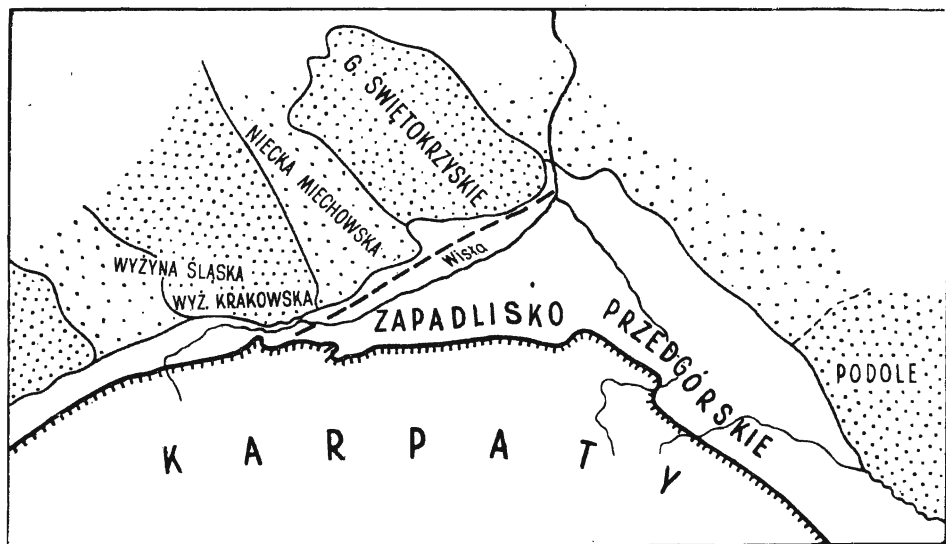 G. ŚWIĘTOKRZYSKIE
NIECKA MIECHOWSKA
Wisła
WYŻYNA ŚLĄSKA
WYŻ. KRAKOWSKA
ZAPADLISKO
PRZEDGÓRSKIE
PODOLE
KARPATY